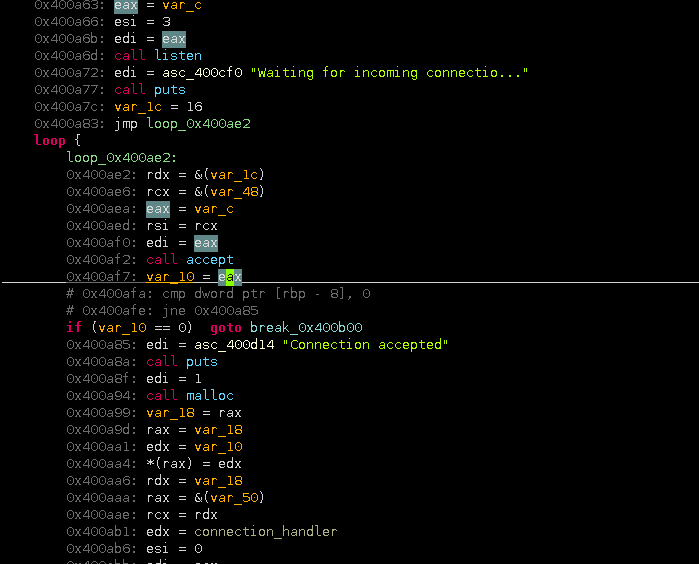 0x400a63: eax = var_c
0x400a66: esi = 3
0x400a6b: edi = eax
0x400a6d: call listen
0x400a72: edi = asc_400cf0 "Waiting for incoming connectio..."
0x400a77: call puts
0x400a7c: var_1c = 16
0x400a83: jmp loop_0x400ae2
loop {
loop_0x400ae2:
0x400ae2: rdx = &(var_1c)
0x400ae6: rcx = &(var_48)
0x400aea: eax = var_c
0x400aed: rsi = rcx
0x400af0: edi = eax
0x400af2: call accept
0x400af7: var_10 = eax
# 0x400afa: cmp dword ptr [rbp - 8], 0
# 0x400afe: jne 0x400a85
if (var_10 == 0)  goto break_0x400b00
0x400a85: edi = asc_400d14 "Connection accepted"
0x400a8a: call puts
0x400a8f: edi = 1
0x400a94: call malloc
0x400a99: var_18 = rax
0x400a9d: rax = var_18
0x400aa1: edx = var_10
0x400aa4: *(rax) = edx
0x400aa6: rdx = var_18
0x400aaa: rax = &(var_50)
0x400aae: rcx = rdx
0x400ab1: edx = connection_handler
0x400ab6: esi = 0